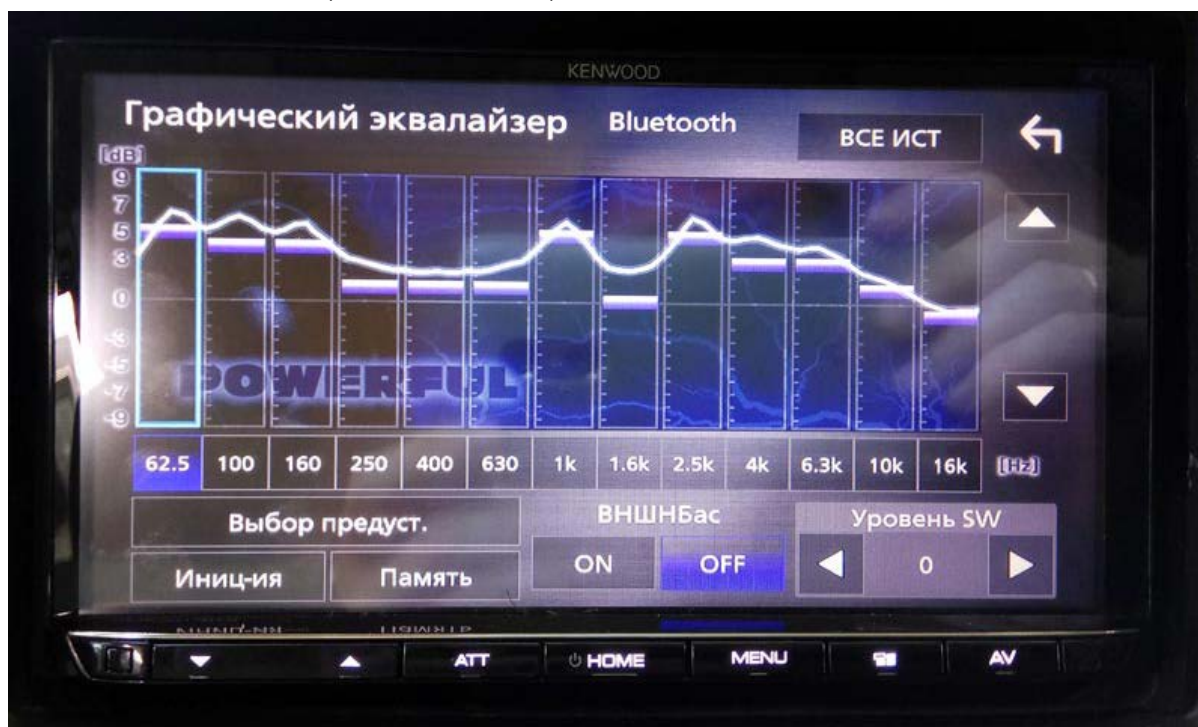 KENWOOD
Графический эквалайзер Bluetooth ВСЕ ИСТ
[dB]
9
7
5
3
0
-3
-5
-7
-9
POWERFUL
62.5 100 160 250 400 630 1k 1.6k 2.5k 4k 6.3k 10k 16k [Hz]
Выбор предуст. ВНШНБас Уровень SW
Иниц-ия Память ON OFF 0
ATT HOME MENU AV